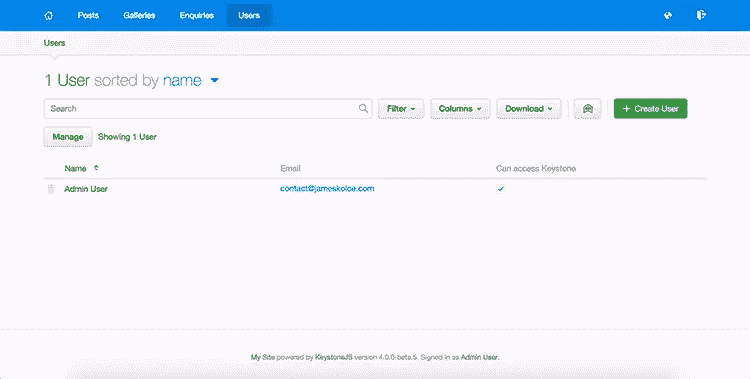 Posts Galleries Enquiries Users
Users
1 User sorted by name
Search Filter Columns Download + Create User
Manage Showing 1 User
Name Email Can access Keystone
Admin User contact@jameskolce.com
My Site powered by KeystoneJS version 4.0.0-beta.5. Signed in as Admin User.